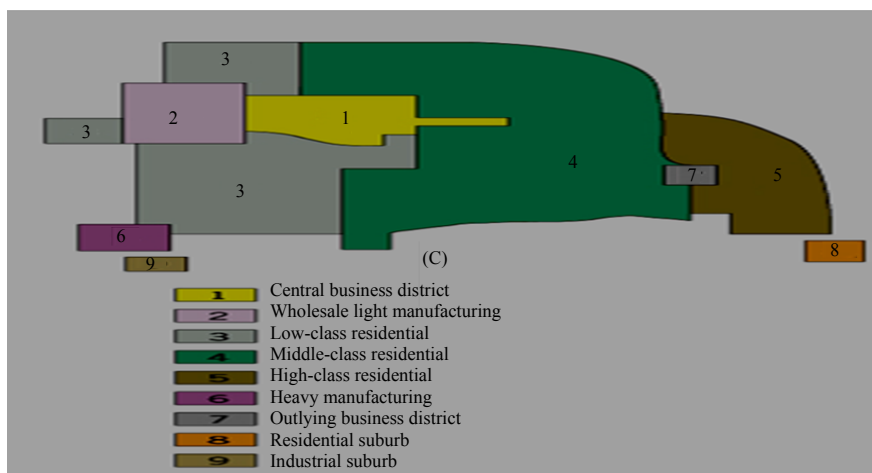 3
2
1
3
4
3
7
5
6
9
8
(C)
1 Central business district
2 Wholesale light manufacturing
3 Low-class residential
4 Middle-class residential
5 High-class residential
6 Heavy manufacturing
7 Outlying business district
8 Residential suburb
9 Industrial suburb